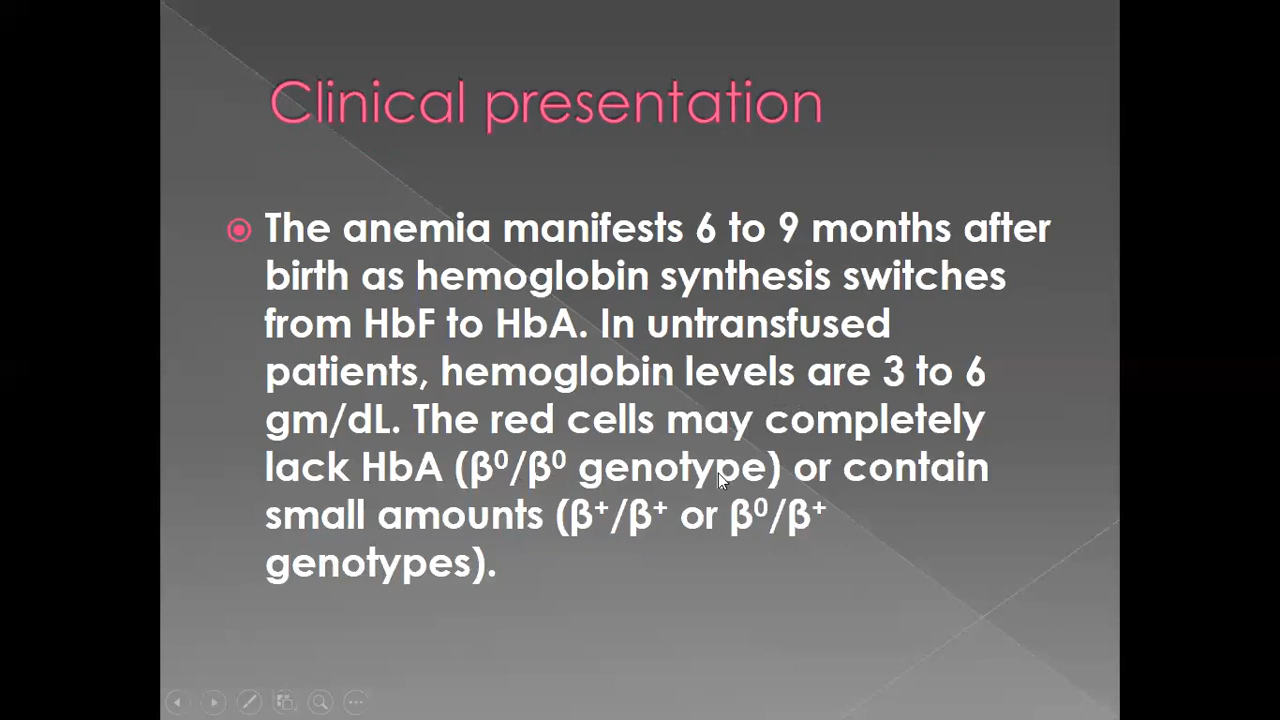 Clinical presentation
The anemia manifests 6 to 9 months after
birth as hemoglobin synthesis switches
from HbF to HbA. In untransfused
patients, hemoglobin levels are 3 to 6
gm/dL. The red cells may completely
lack HbA (β⁰/β⁰ genotype) or contain
small amounts (β⁺/β⁺ or β⁰/β⁺
genotypes).